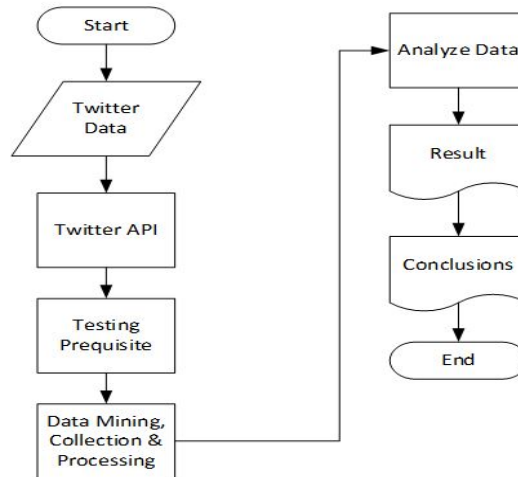 Start
Twitter
Data
Twitter API
Testing
Prequisite
Data Mining,
Collection &
Processing
Analyze Data
Result
Conclusions
End